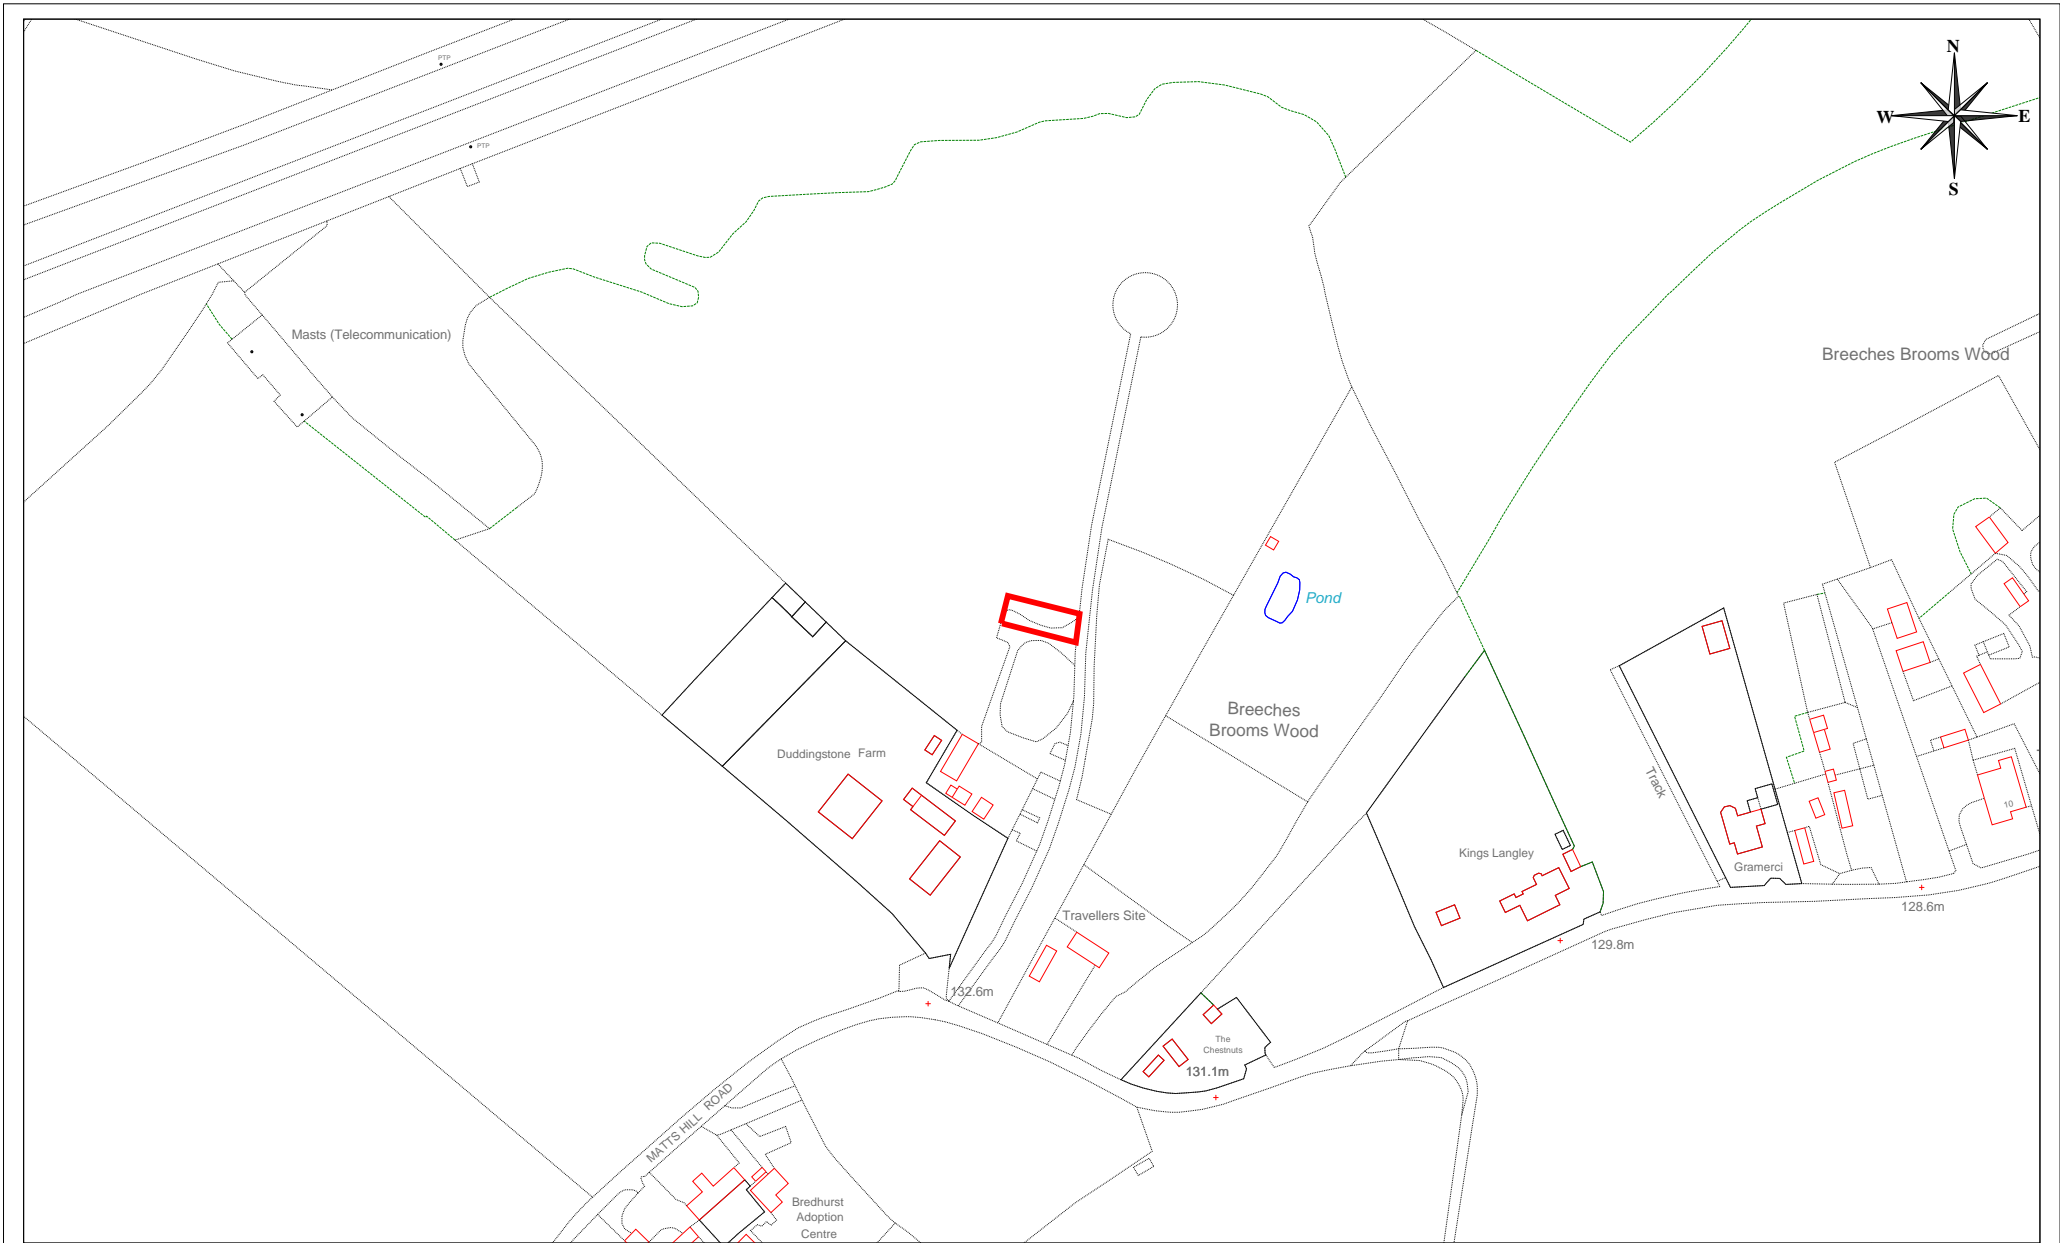 PTP
N
W
E
S
PTP
Masts (Telecommunication)
Breeches Brooms Wood
Pond
Breeches
Brooms Wood
Duddingstone Farm
Track
10
Kings Langley
Gramerci
Travellers Site
128.6m
129.8m
132.6m
The
Chestnuts
131.1m
MATTS HILL ROAD
Bredhurst
Adoption
Centre